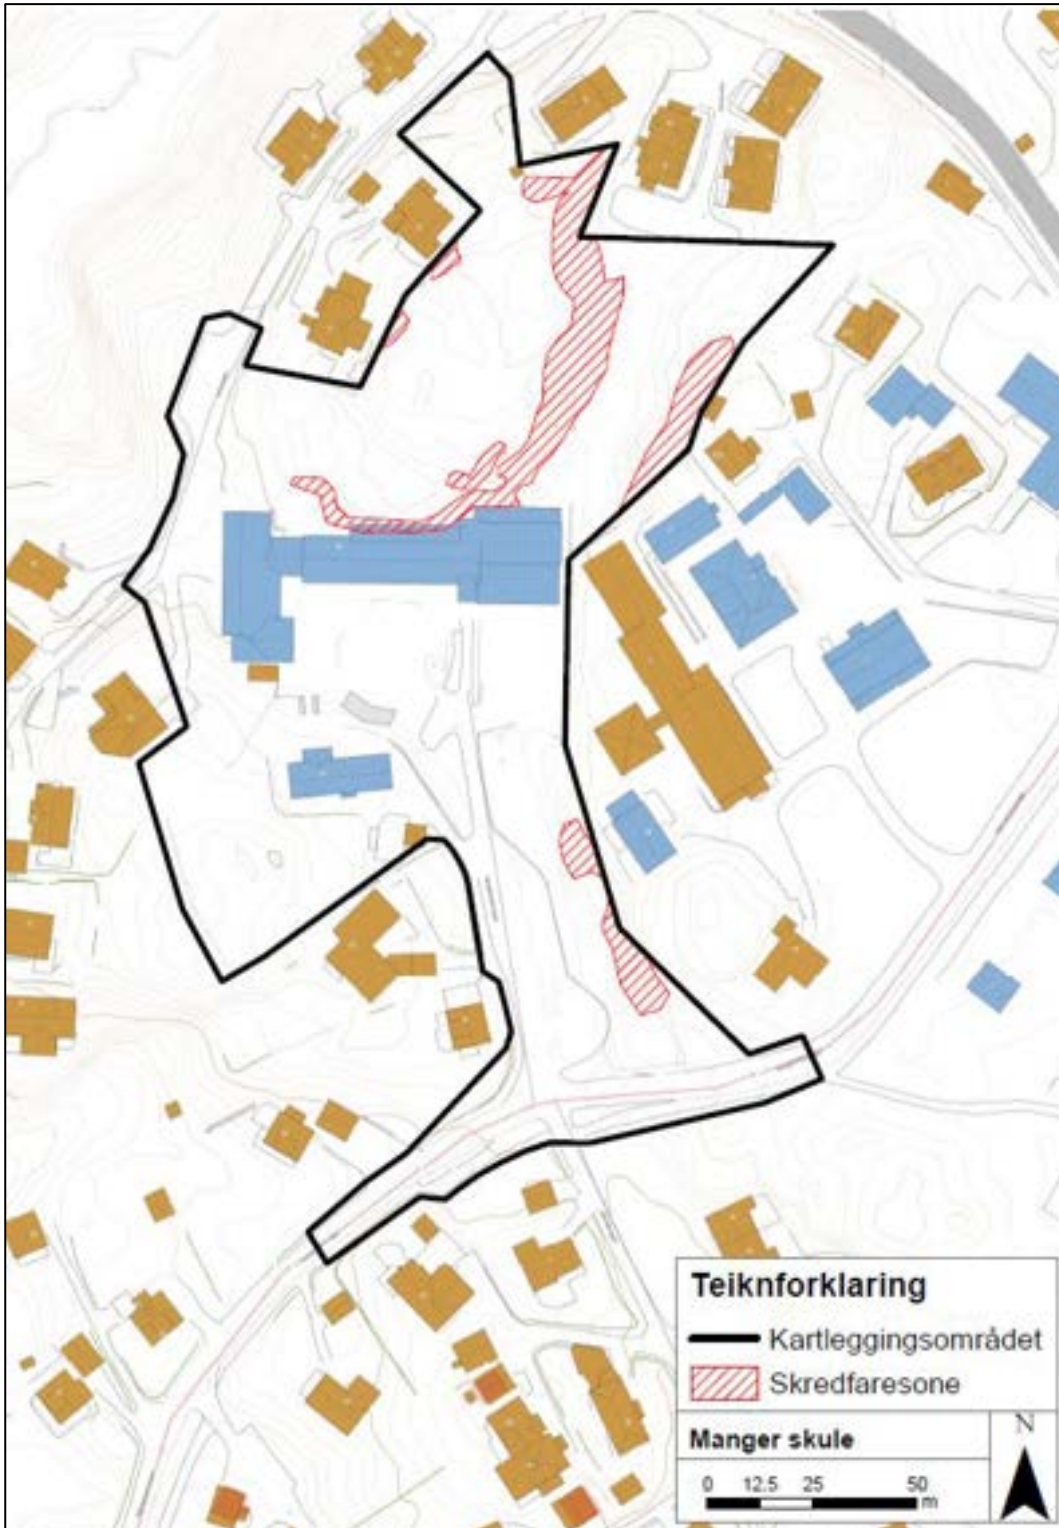 Teiknforklaring
Kartleggingsområdet
Skredfaresone
Manger skule
N
0 12.5 25 50
m